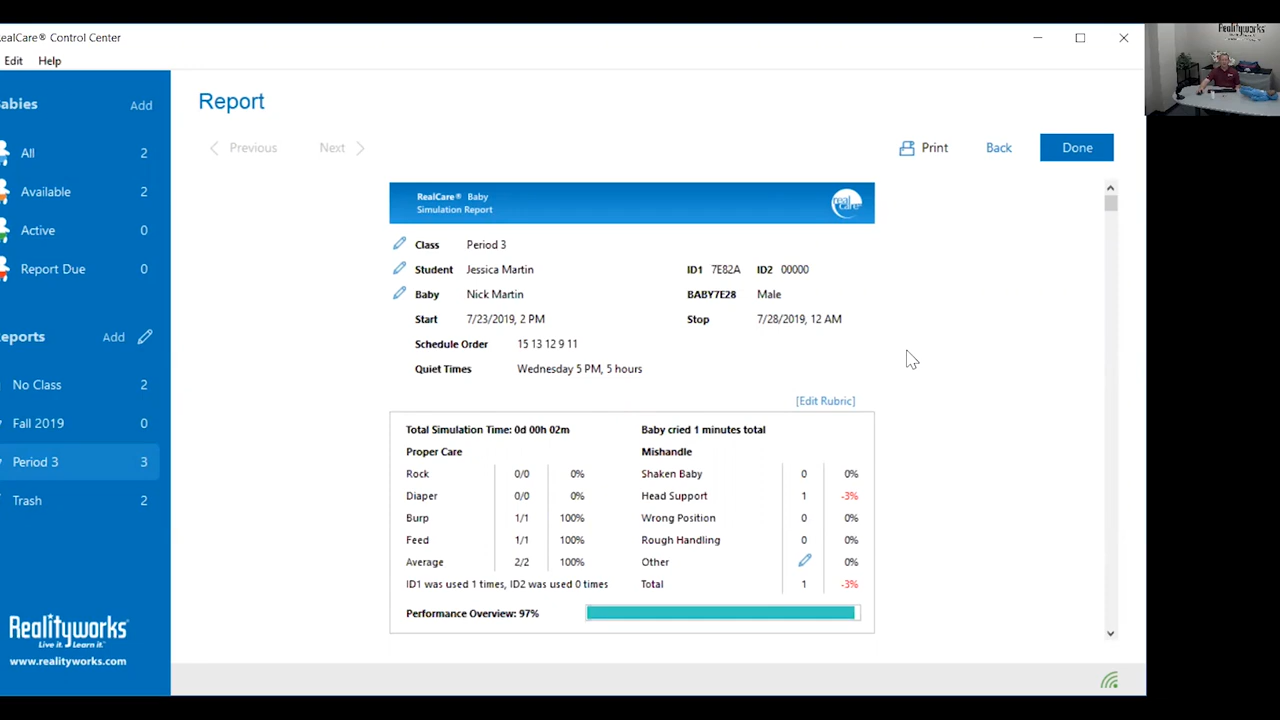 ealCare® Control Center
Edit Help
abies Add
All 2
Available 2
Active 0
Report Due 0
eports Add
No Class 2
Fall 2019 0
Period 3 3
Trash 2
Realityworks®
Live it. Learn it.™
www.realityworks.com
Report
Previous Next Print Back Done
RealCare® Baby
Simulation Report
real care
Class Period 3
Student Jessica Martin ID1 7E82A ID2 00000
Baby Nick Martin BABY7E28 Male
Start 7/23/2019, 2 PM Stop 7/28/2019, 12 AM
Schedule Order 15 13 12 9 11
Quiet Times Wednesday 5 PM, 5 hours
[Edit Rubric]
Total Simulation Time: 0d 00h 02m Baby cried 1 minutes total
Proper Care Mishandle
Rock 0/0 0% Shaken Baby 0 0%
Diaper 0/0 0% Head Support 1 -3%
Burp 1/1 100% Wrong Position 0 0%
Feed 1/1 100% Rough Handling 0 0%
Average 2/2 100% Other 0%
ID1 was used 1 times, ID2 was used 0 times Total 1 -3%
Performance Overview: 97%
Realityworks